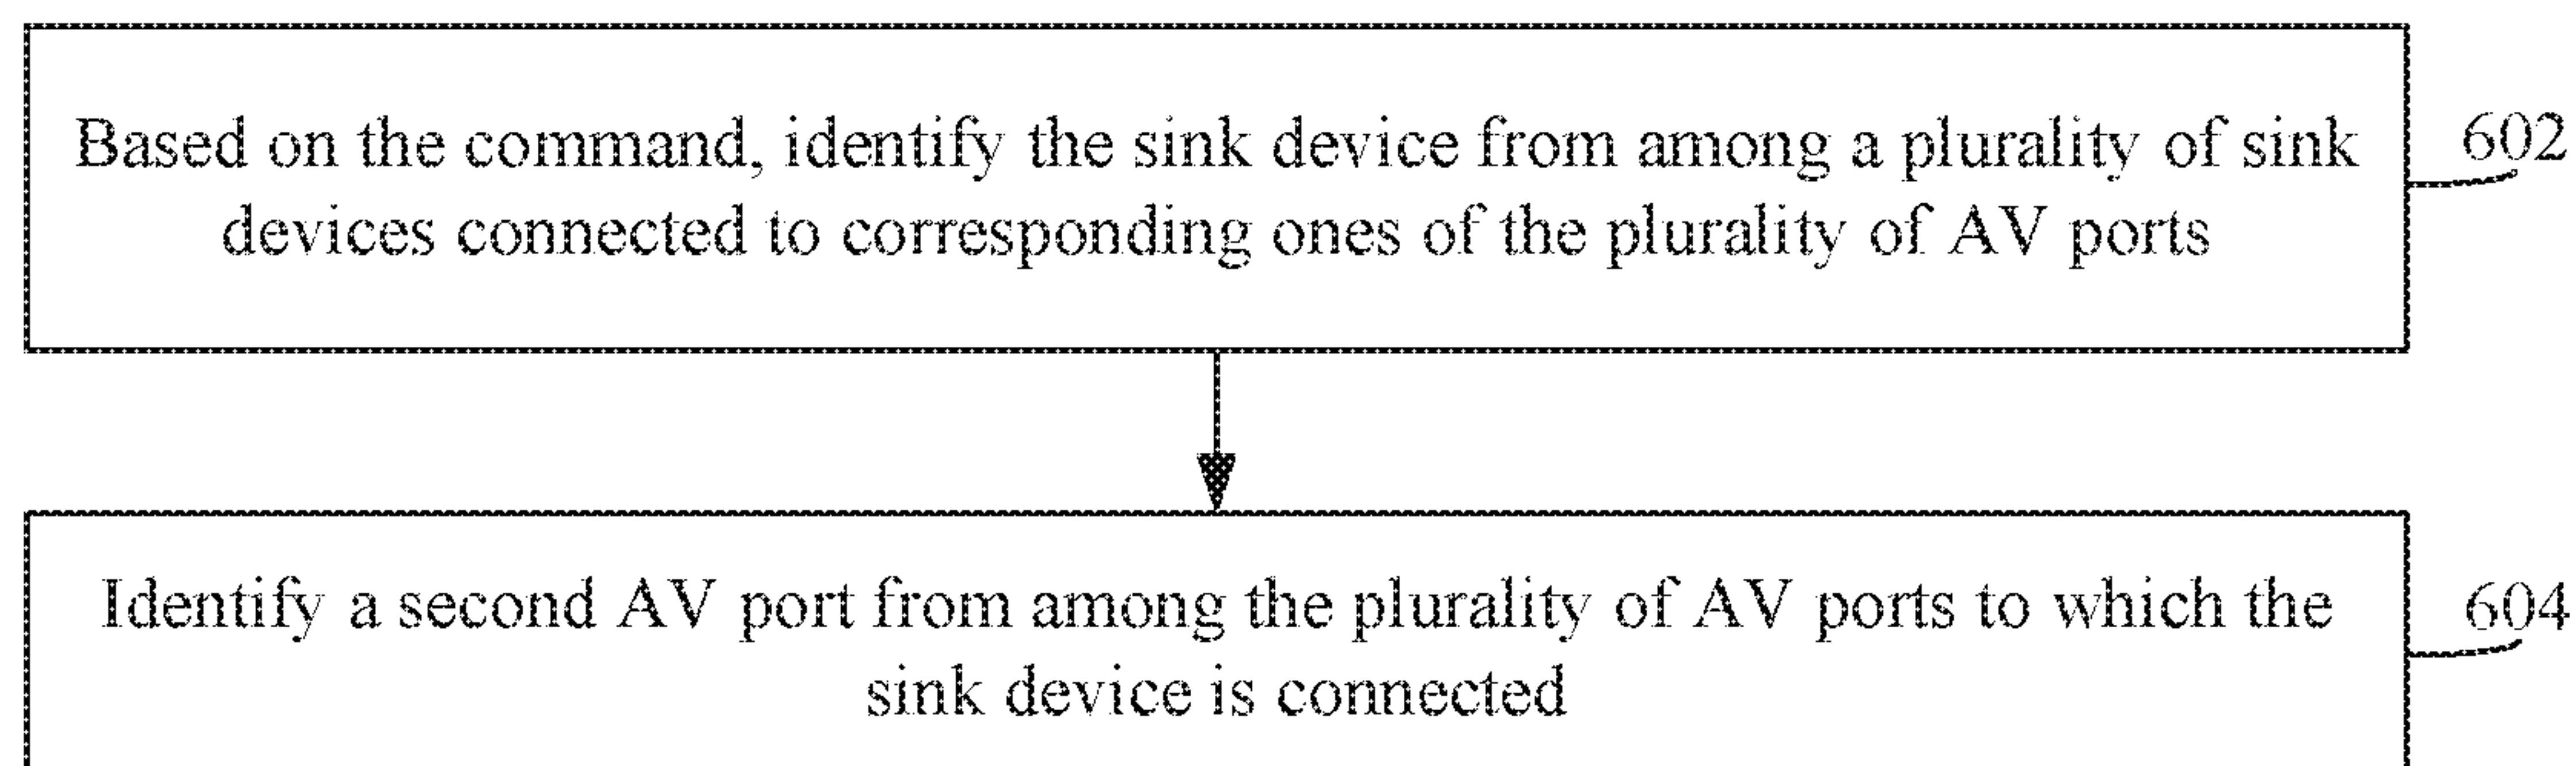 Based on the command, identify the sink device from among a plurality of sink
devices connected to corresponding ones of the plurality of AV ports
602
Identify a second AV port from among the plurality of AV ports to which the
sink device is connected
604